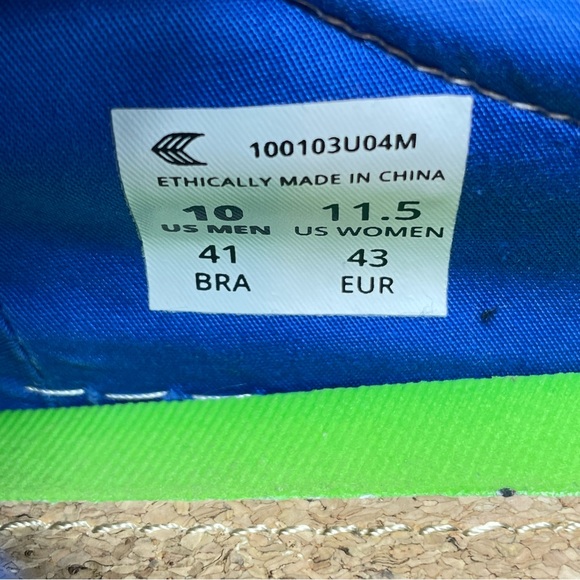 100103U04M
ETHICALLY MADE IN CHINA
10 11.5
US MEN US WOMEN
41 43
BRA EUR